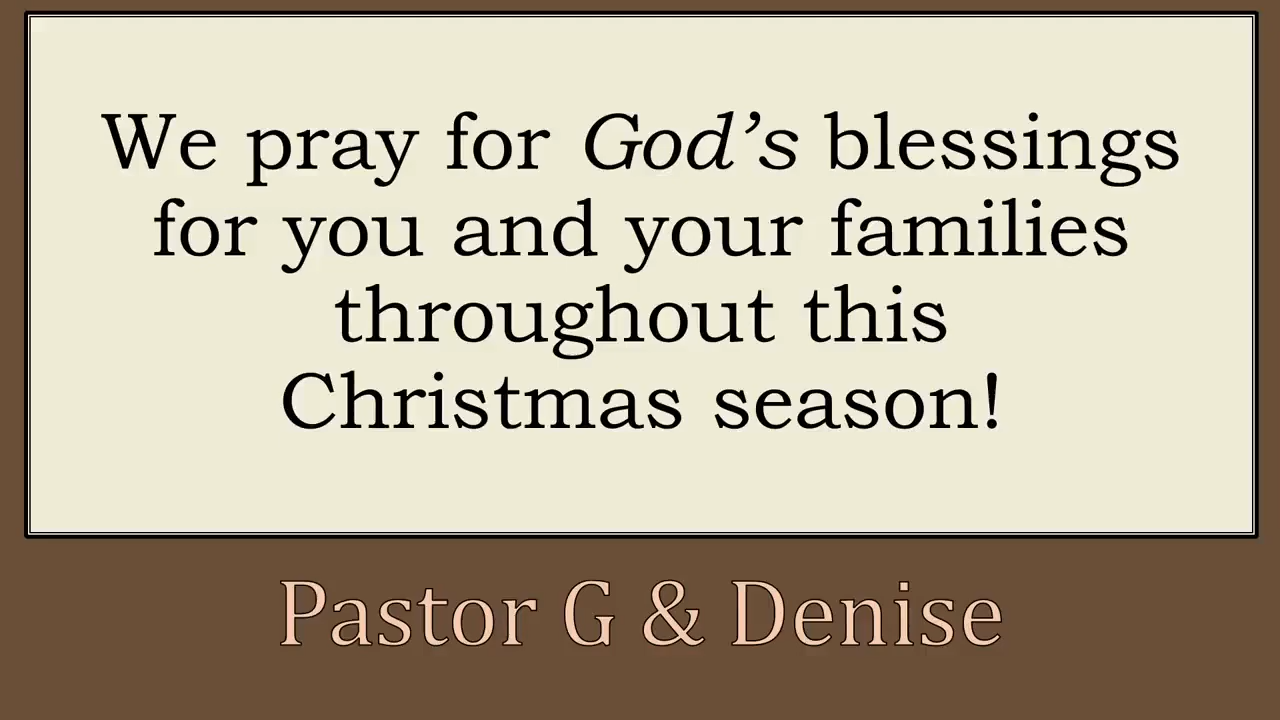 We pray for God’s blessings
for you and your families
throughout this
Christmas season!
Pastor G & Denise